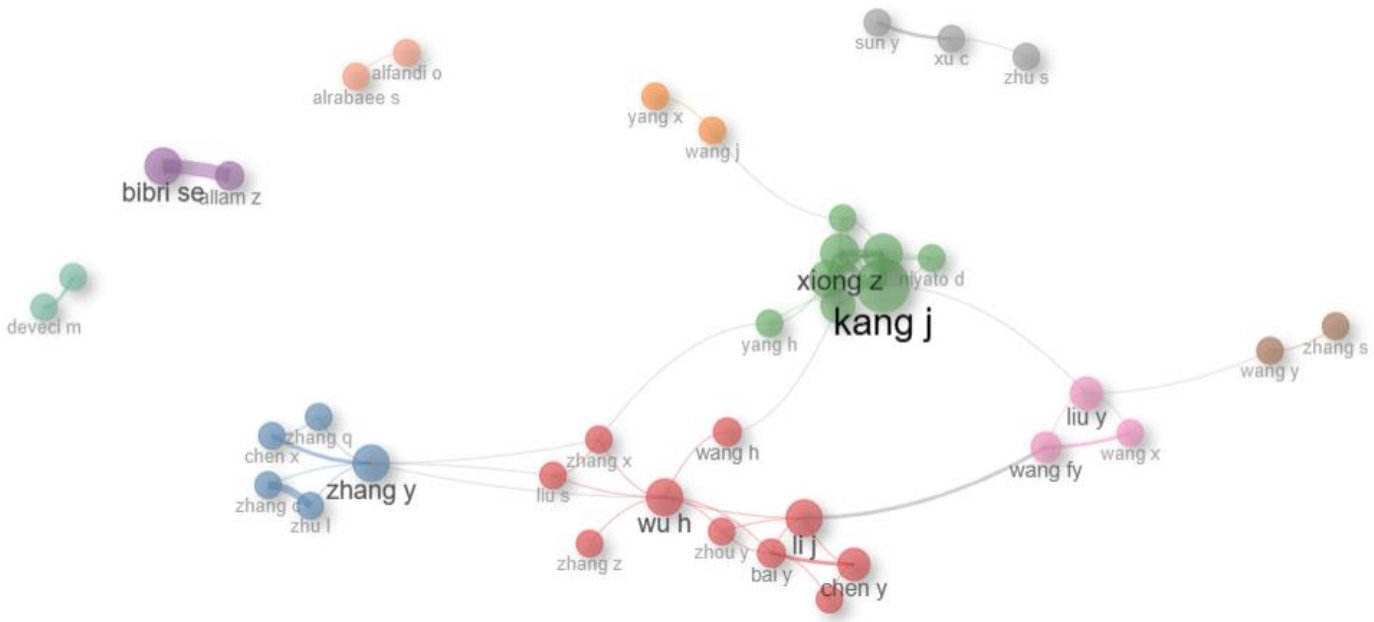 sun y
xu c
zhu s
alfandi o
alrabaee s
yang x
wang j
bibri se
allam z
xiong z
niyato d
devecI m
kang j
yang h
zhang s
wang y
liu y
zhang q
chen x
wang h
wang x
zhang x
wang fy
zhang y
liu s
zhang c
zhu l
wu h
li j
zhou y
zhang z
bai y
chen y